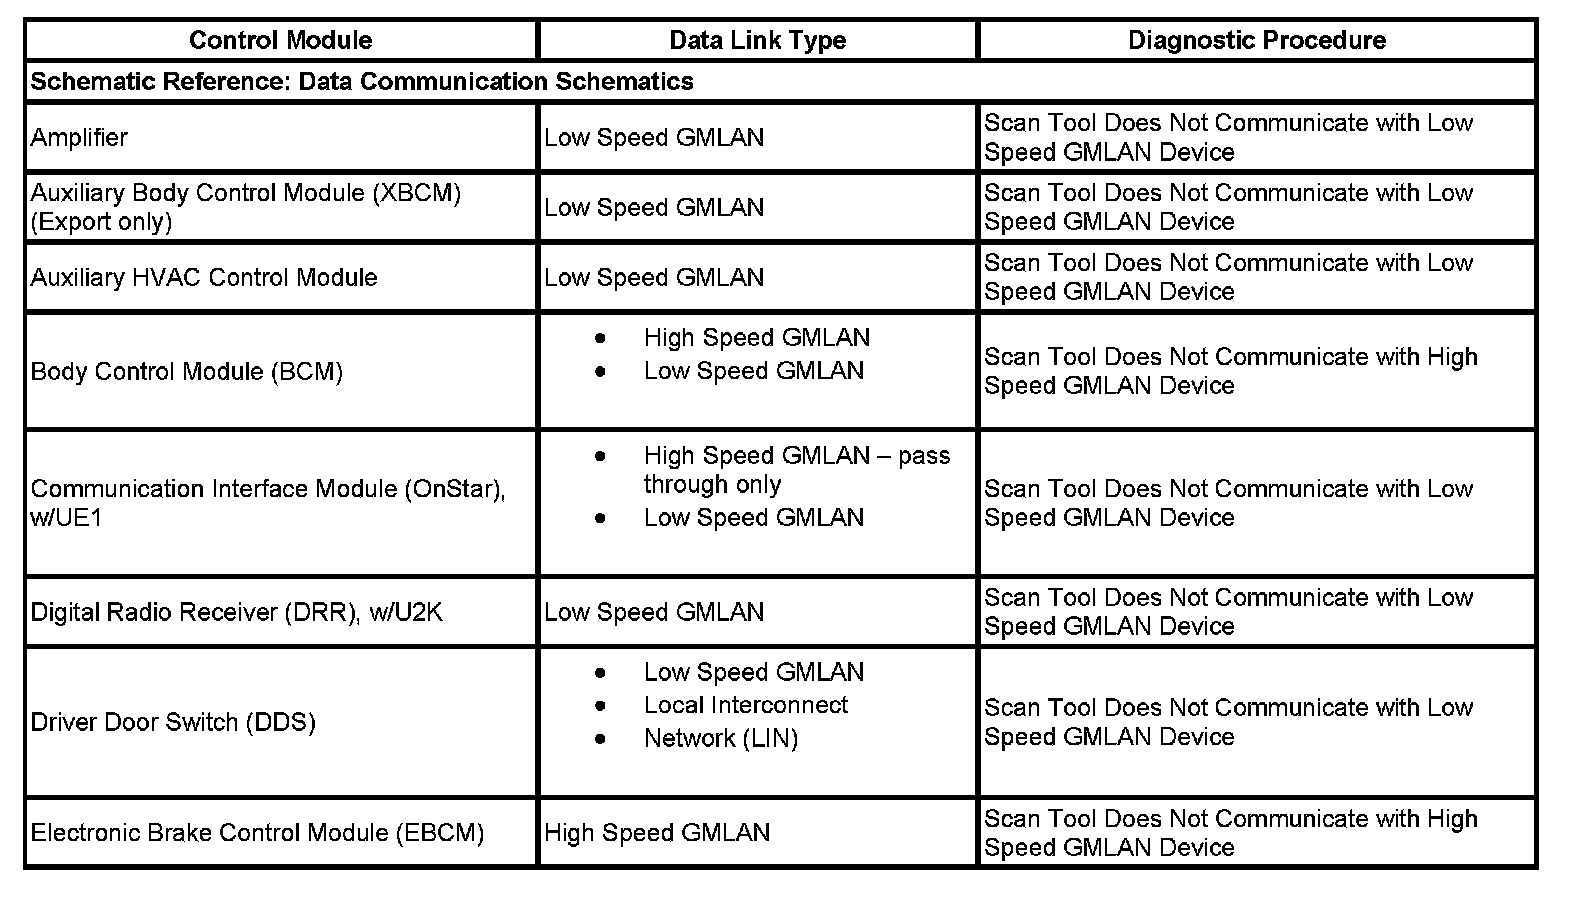 Control Module
Data Link Type
Diagnostic Procedure
Schematic Reference: Data Communication Schematics
Amplifier
Low Speed GMLAN
Scan Tool Does Not Communicate with Low
Speed GMLAN Device
Auxiliary Body Control Module (XBCM)
(Export only)
Low Speed GMLAN
Scan Tool Does Not Communicate with Low
Speed GMLAN Device
Auxiliary HVAC Control Module
Low Speed GMLAN
Scan Tool Does Not Communicate with Low
Speed GMLAN Device
Body Control Module (BCM)
• High Speed GMLAN
• Low Speed GMLAN
Scan Tool Does Not Communicate with High
Speed GMLAN Device
Communication Interface Module (OnStar),
w/UE1
• High Speed GMLAN – pass
through only
• Low Speed GMLAN
Scan Tool Does Not Communicate with Low
Speed GMLAN Device
Digital Radio Receiver (DRR), w/U2K
Low Speed GMLAN
Scan Tool Does Not Communicate with Low
Speed GMLAN Device
Driver Door Switch (DDS)
• Low Speed GMLAN
• Local Interconnect
• Network (LIN)
Scan Tool Does Not Communicate with Low
Speed GMLAN Device
Electronic Brake Control Module (EBCM)
High Speed GMLAN
Scan Tool Does Not Communicate with High
Speed GMLAN Device